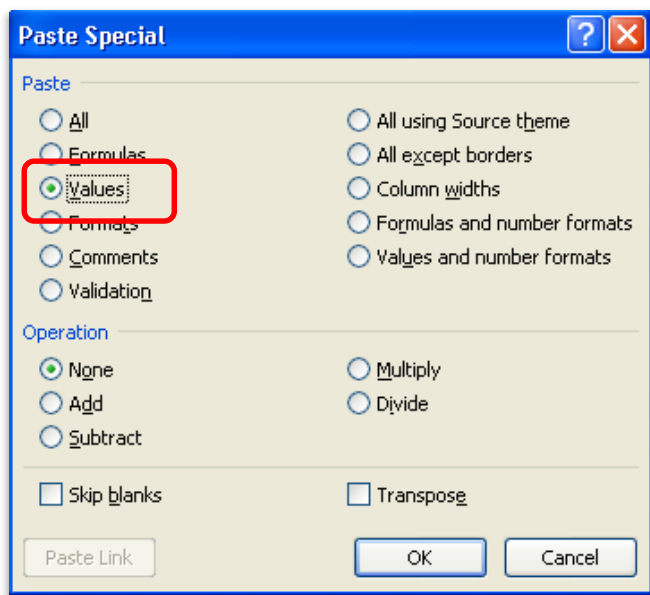 Paste Special
Paste
All
All using Source theme
Formulas
All except borders
Values
Column widths
Formats
Formulas and number formats
Comments
Values and number formats
Validation
Operation
None
Multiply
Add
Divide
Subtract
Skip blanks
Transpose
Paste Link
OK
Cancel